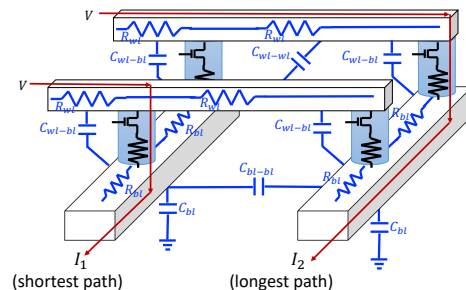 V
R_wl
C_wl-bl
C_wl-wl
C_wl-bl
V
R_wl
R_wl
R_bl
R_bl
C_wl-bl
C_wl-bl
R_bl
C_bl-bl
R_bl
C_bl
C_bl
I_1
I_2
(shortest path)
(longest path)